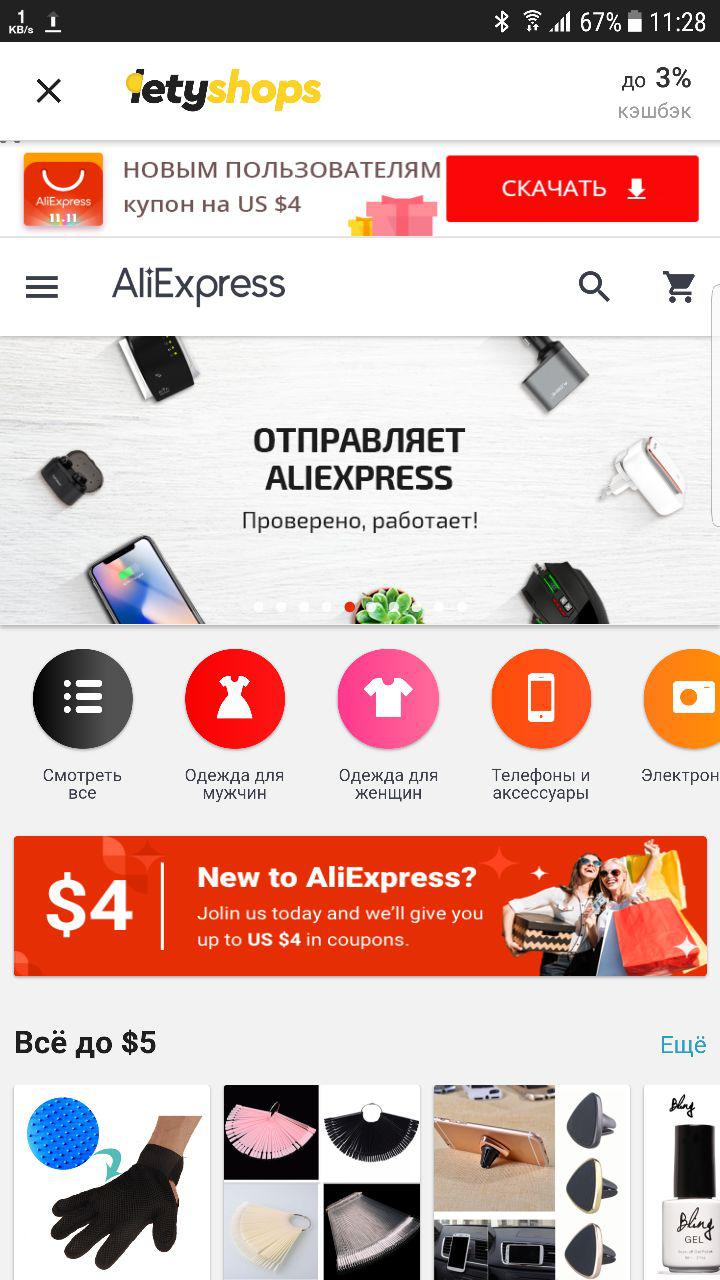 1
KB/s
67%
11:28
letyshops
до 3%
кэшбэк
AliExpress
11.11
НОВЫМ ПОЛЬЗОВАТЕЛЯМ
купон на US $4
СКАЧАТЬ
AliExpress
ОТПРАВЛЯЕТ
ALIEXPRESS
Проверено, работает!
Смотреть
все
Одежда для
мужчин
Одежда для
женщин
Телефоны и
аксессуары
Электрон
$4
New to AliExpress?
Jolin us today and we'll give you
up to US $4 in coupons.
Всё до $5
Ещё
Bling
Bling
GEL